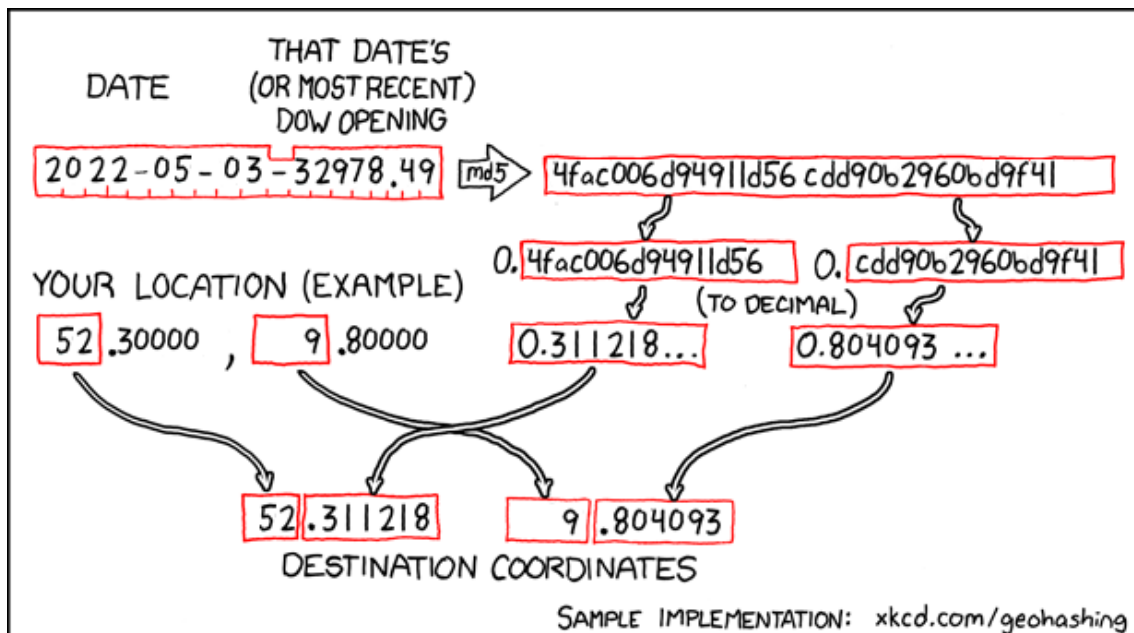 THAT DATE'S
DATE (OR MOST RECENT)
DOW OPENING
2022-05-03-32978.49 md5 4fac006d94911d56cdd90b2960bd9f41
0.4fac006d94911d56 0.cdd90b2960bd9f41
YOUR LOCATION (EXAMPLE) (TO DECIMAL)
52.30000, 9.80000 0.311218... 0.804093...
52.311218 9.804093
DESTINATION COORDINATES
SAMPLE IMPLEMENTATION: xkcd.com/geohashing